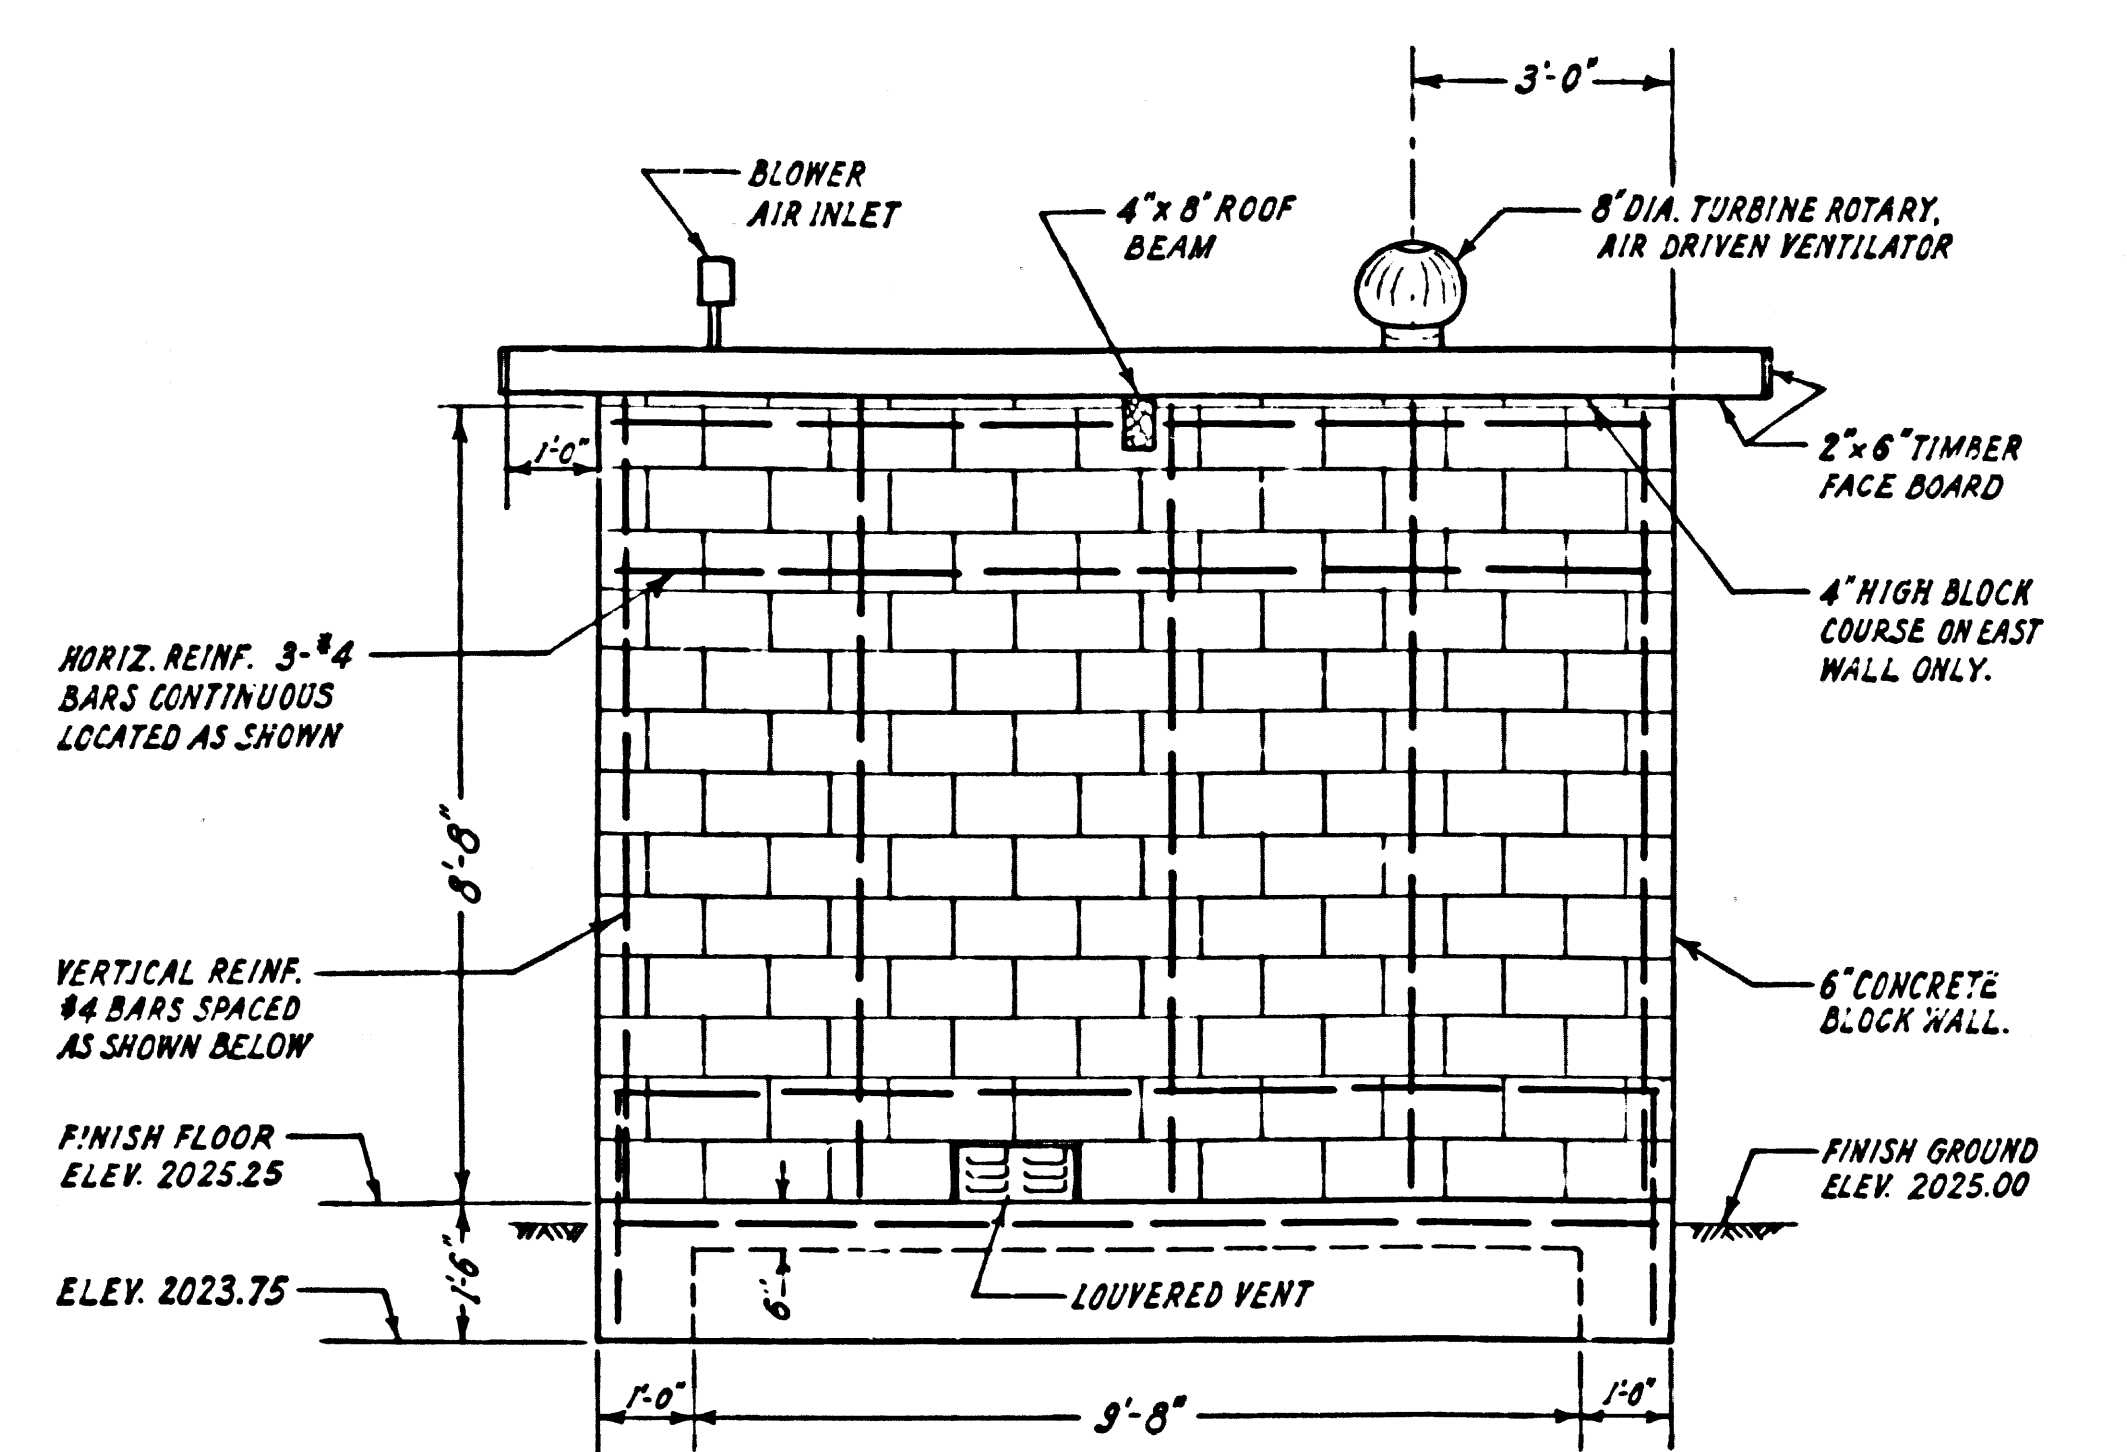 3'-0"
BLOWER
AIR INLET
4"x 8" ROOF
BEAM
8" DIA. TURBINE ROTARY,
AIR DRIVEN VENTILATOR
1'-0"
2"x 6" TIMBER
FACE BOARD
4" HIGH BLOCK
COURSE ON EAST
WALL ONLY.
HORIZ. REINF. 3-#4
BARS CONTINUOUS
LOCATED AS SHOWN
8'-8"
VERTICAL REINF.
#4 BARS SPACED
AS SHOWN BELOW
6" CONCRETE
BLOCK WALL.
FINISH FLOOR
ELEV. 2025.25
FINISH GROUND
ELEV. 2025.00
1'-6"
ELEV. 2023.75
6"
LOUVERED VENT
1'-0"
9'-8"
1'-0"